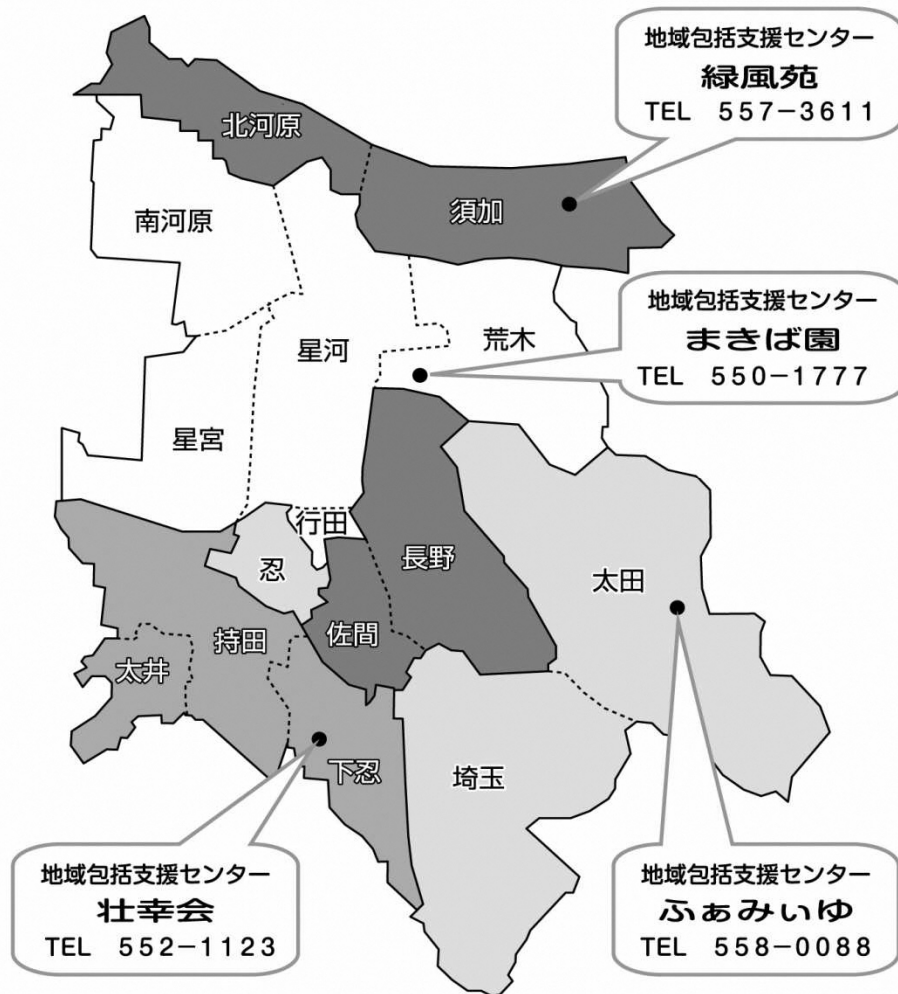 地域包括支援センター
緑風苑
TEL 557-3611
北河原
須加
南河原
地域包括支援センター
まきば園
TEL 550-1777
星河
荒木
星宮
行田
忍
長野
太田
持田
佐間
太井
下忍
埼玉
地域包括支援センター
壮幸会
TEL 552-1123
地域包括支援センター
ふぁみぃゆ
TEL 558-0088